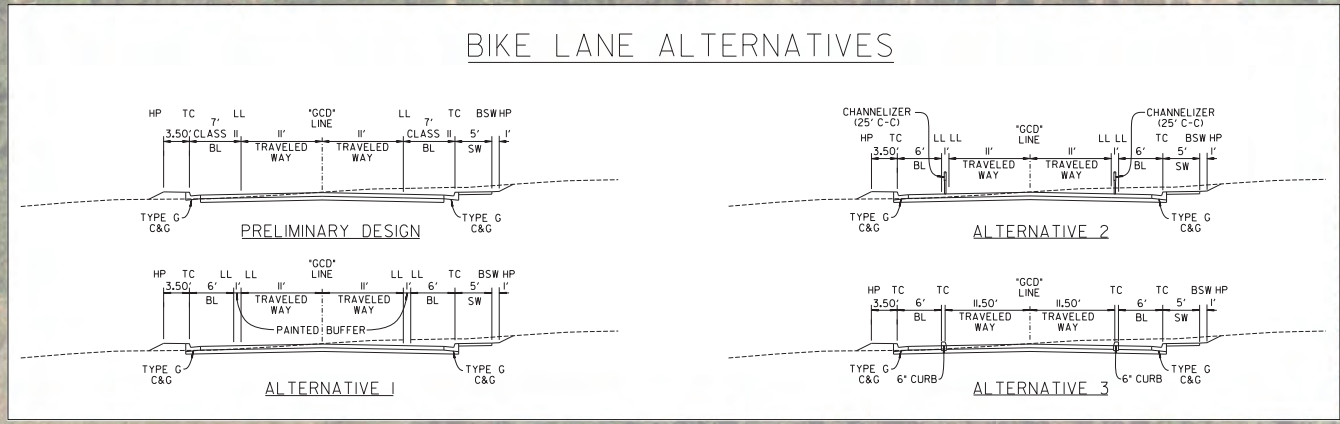 BIKE LANE ALTERNATIVES
"GCD"
HP TC 7' LL LINE LL 7' TC BSW HP
3.50' CLASS II 11' 11' CLASS II 5' 1'
BL TRAVELED WAY TRAVELED WAY BL SW
TYPE G C&G
TYPE G C&G
PRELIMINARY DESIGN
CHANNELIZER
(25' C-C)
"GCD"
LINE
CHANNELIZER
(25' C-C)
HP TC LL LL LL LL TC BSW HP
3.50' 6' 1' 11' 11' 1' 6' 5' 1'
BL TRAVELED WAY TRAVELED WAY BL SW
TYPE G C&G
TYPE G C&G
ALTERNATIVE 2
"GCD"
LINE
HP TC LL LL LL LL TC BSW HP
3.50' 6' 1' 11' 11' 1' 6' 5' 1'
BL TRAVELED WAY TRAVELED WAY BL SW
PAINTED BUFFER
TYPE G C&G
TYPE G C&G
ALTERNATIVE 1
"GCD"
LINE
HP TC TC TC TC BSW HP
3.50' 6' 11.50' 11.50' 6' 5' 1'
BL TRAVELED WAY TRAVELED WAY BL SW
TYPE G C&G
6" CURB
6" CURB
TYPE G C&G
ALTERNATIVE 3